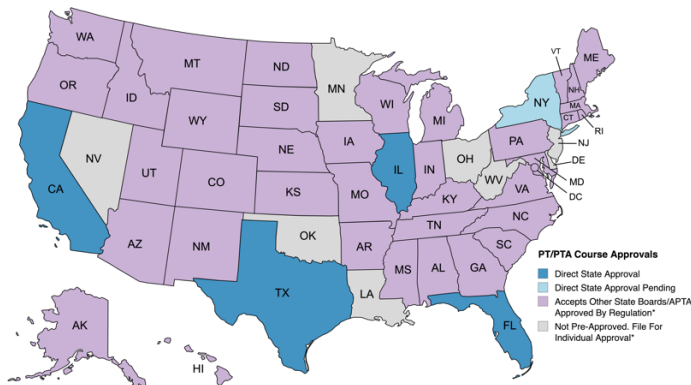 WA
MT
ND
MN
VT
ME
OR
ID
SD
WI
NY
NH
MA
CT
RI
WY
MI
NV
IA
NE
PA
NJ
CA
UT
CO
IL
IN
OH
DE
WV
MD
DC
KS
MO
KY
VA
AZ
NM
OK
AR
TN
NC
SC
MS
AL
GA
TX
LA
FL
AK
HI
PT/PTA Course Approvals
Direct State Approval
Direct State Approval Pending
Accepts Other State Boards/APTA
Approved By Regulation*
Not Pre-Approved. File For
Individual Approval*